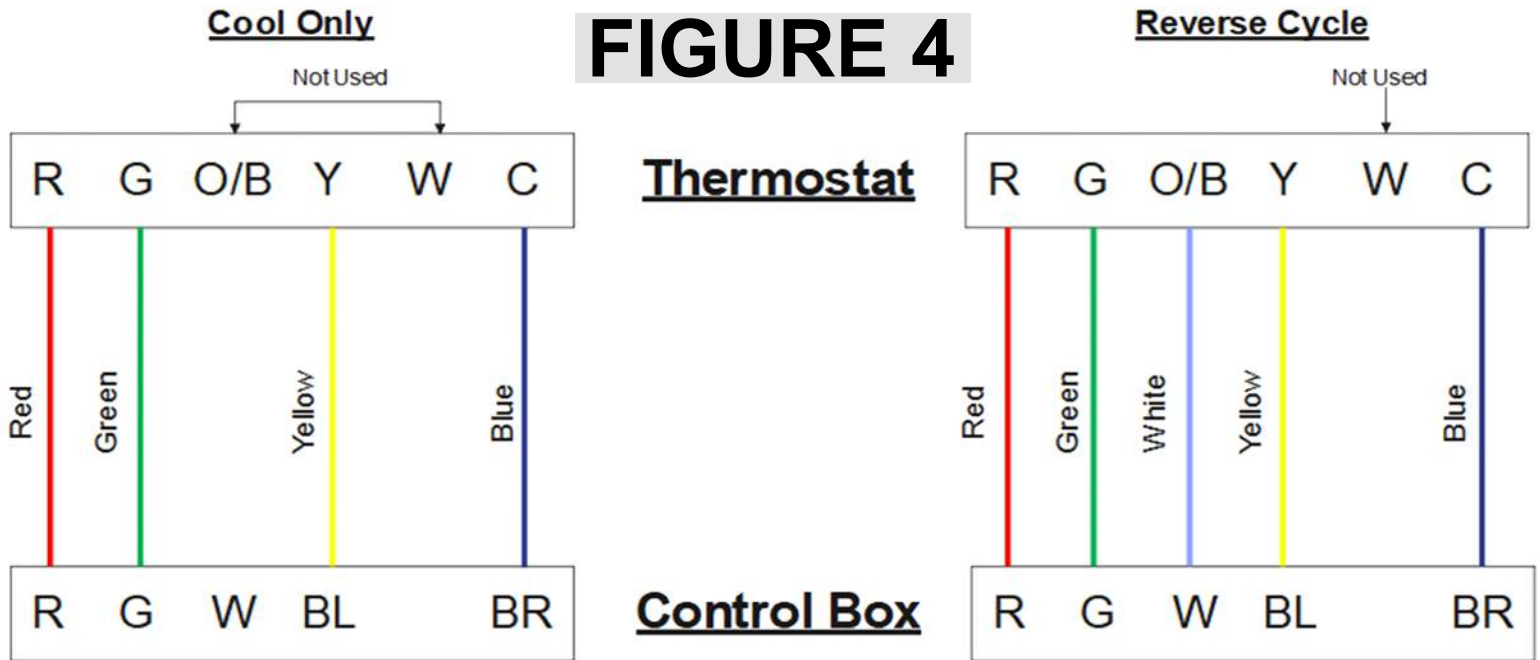 Cool Only
FIGURE 4
Reverse Cycle
Not Used
Not Used
R G O/B Y W C
Thermostat
R G O/B Y W C
Red
Green
Yellow
Blue
Red
Green
White
Yellow
Blue
R G W BL BR
Control Box
R G W BL BR